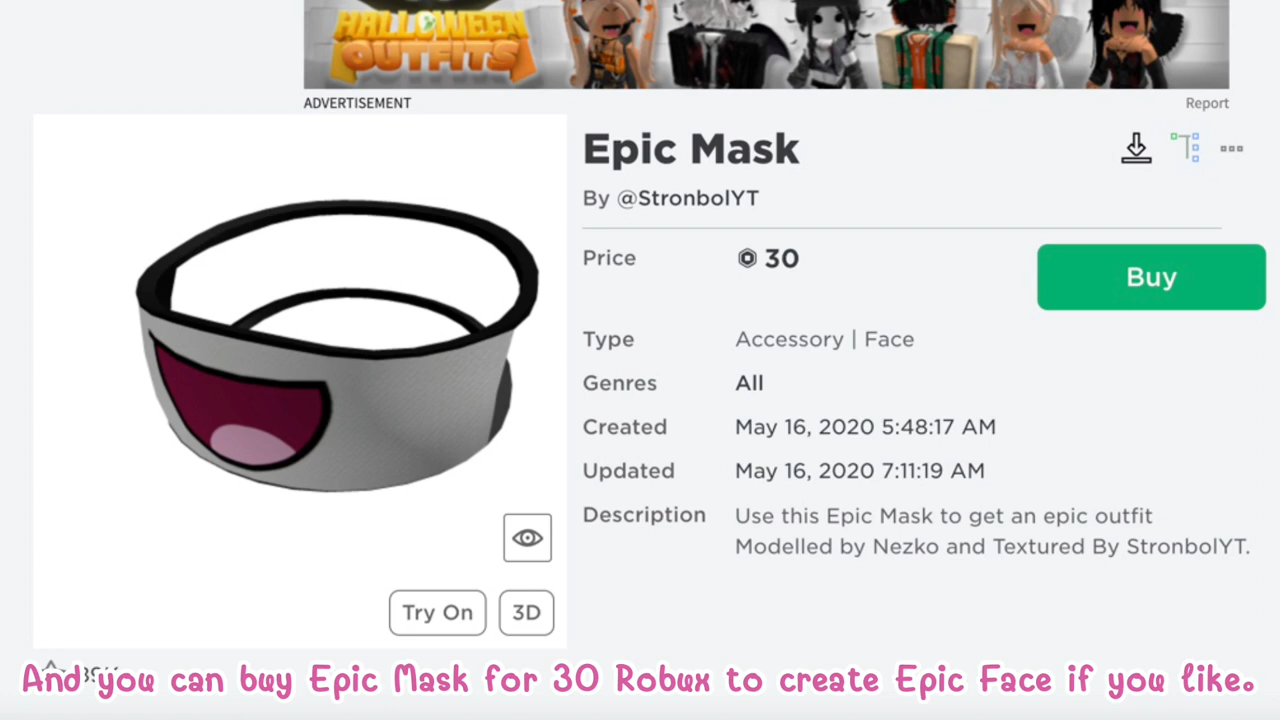 HALLOWEEN
OUTFITS
ADVERTISEMENT
Report
Epic Mask
By @StronbolYT
Price
30
Buy
Type
Accessory | Face
Genres
All
Created
May 16, 2020 5:48:17 AM
Updated
May 16, 2020 7:11:19 AM
Description
Use this Epic Mask to get an epic outfit
Modelled by Nezko and Textured By StronbolYT.
Try On
3D
And you can buy Epic Mask for 30 Robux to create Epic Face if you like.